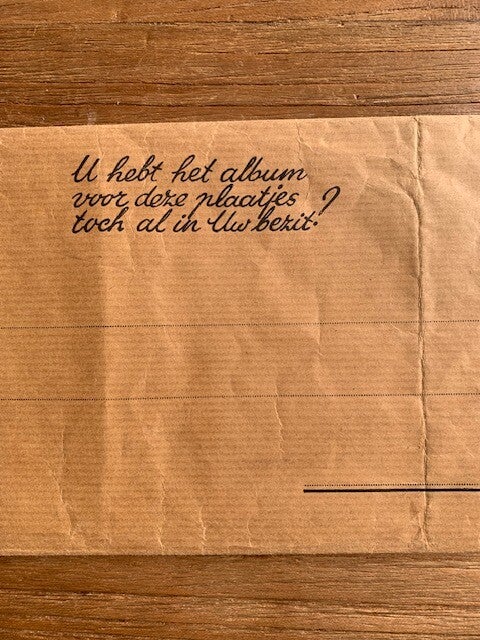 U hebt het album
voor deze plaatjes
toch al in Uw bezit?